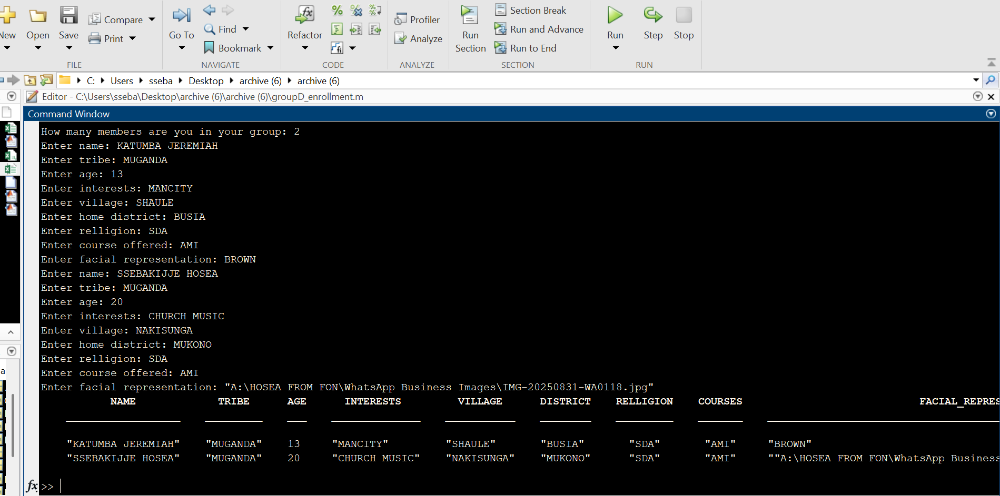 New
Open
Save
Compare
Print
FILE
Go To
Find
Bookmark
NAVIGATE
Refactor
CODE
Profiler
Analyze
ANALYZE
Run
Section
Section Break
Run and Advance
Run to End
SECTION
Run
Step
Stop
RUN
C: Users sseba Desktop archive (6) archive (6)
Editor - C:\Users\sseba\Desktop\archive (6)\archive (6)\groupD_enrollment.m
Command Window
How many members are you in your group: 2
Enter name: KATUMBA JEREMIAH
Enter tribe: MUGANDA
Enter age: 13
Enter interests: MANCITY
Enter village: SHAULE
Enter home district: BUSIA
Enter relligion: SDA
Enter course offered: AMI
Enter facial representation: BROWN
Enter name: SSEBAKIJJE HOSEA
Enter tribe: MUGANDA
Enter age: 20
Enter interests: CHURCH MUSIC
Enter village: NAKISUNGA
Enter home district: MUKONO
Enter relligion: SDA
Enter course offered: AMI
Enter facial representation: "A:\HOSEA FROM FON\WhatsApp Business Images\IMG-20250831-WA0118.jpg"
NAME TRIBE AGE INTERESTS VILLAGE DISTRICT RELLIGION COURSES FACIAL_REPRES
"KATUMBA JEREMIAH" "MUGANDA" 13 "MANCITY" "SHAULE" "BUSIA" "SDA" "AMI" "BROWN"
"SSEBAKIJJE HOSEA" "MUGANDA" 20 "CHURCH MUSIC" "NAKISUNGA" "MUKONO" "SDA" "AMI" ""A:\HOSEA FROM FON\WhatsApp Business
fx >>